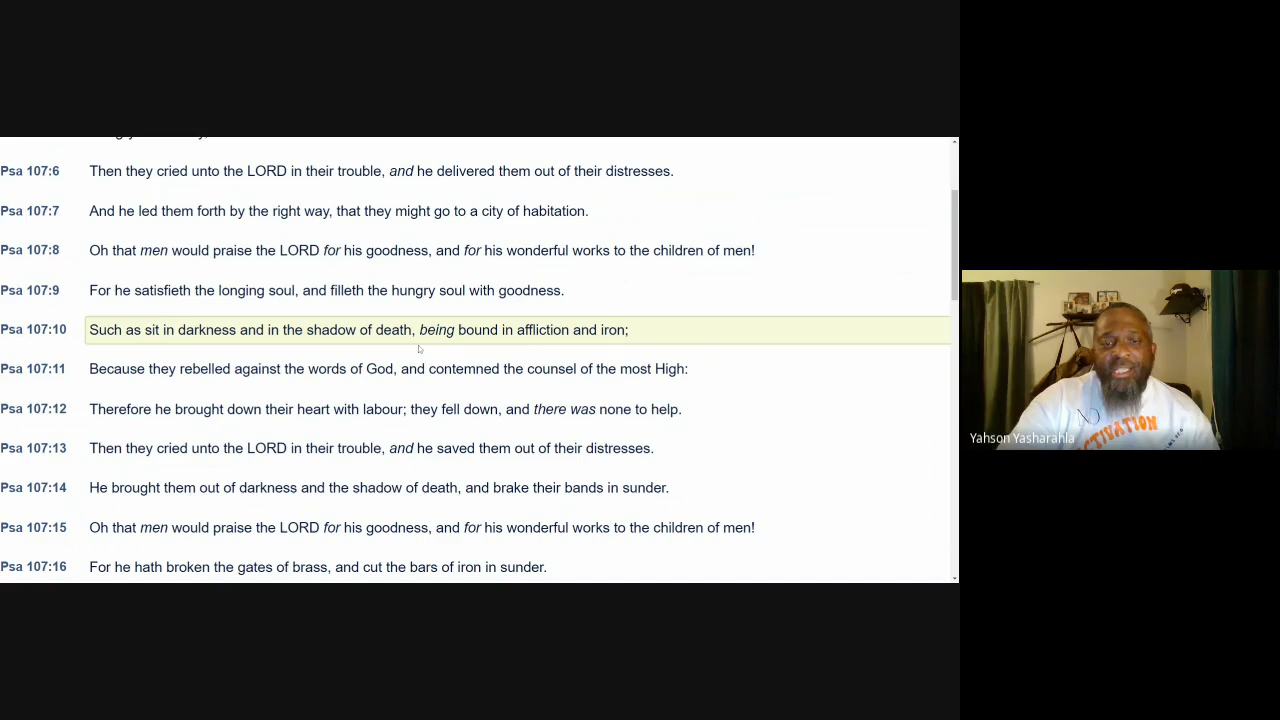 Psa 107:6 Then they cried unto the LORD in their trouble, and he delivered them out of their distresses.
Psa 107:7 And he led them forth by the right way, that they might go to a city of habitation.
Psa 107:8 Oh that men would praise the LORD for his goodness, and for his wonderful works to the children of men!
Psa 107:9 For he satisfieth the longing soul, and filleth the hungry soul with goodness.
Psa 107:10 Such as sit in darkness and in the shadow of death, being bound in affliction and iron;
Psa 107:11 Because they rebelled against the words of God, and contemned the counsel of the most High:
Psa 107:12 Therefore he brought down their heart with labour; they fell down, and there was none to help.
Psa 107:13 Then they cried unto the LORD in their trouble, and he saved them out of their distresses.
Psa 107:14 He brought them out of darkness and the shadow of death, and brake their bands in sunder.
Psa 107:15 Oh that men would praise the LORD for his goodness, and for his wonderful works to the children of men!
Psa 107:16 For he hath broken the gates of brass, and cut the bars of iron in sunder.
Yahson Yasharahla